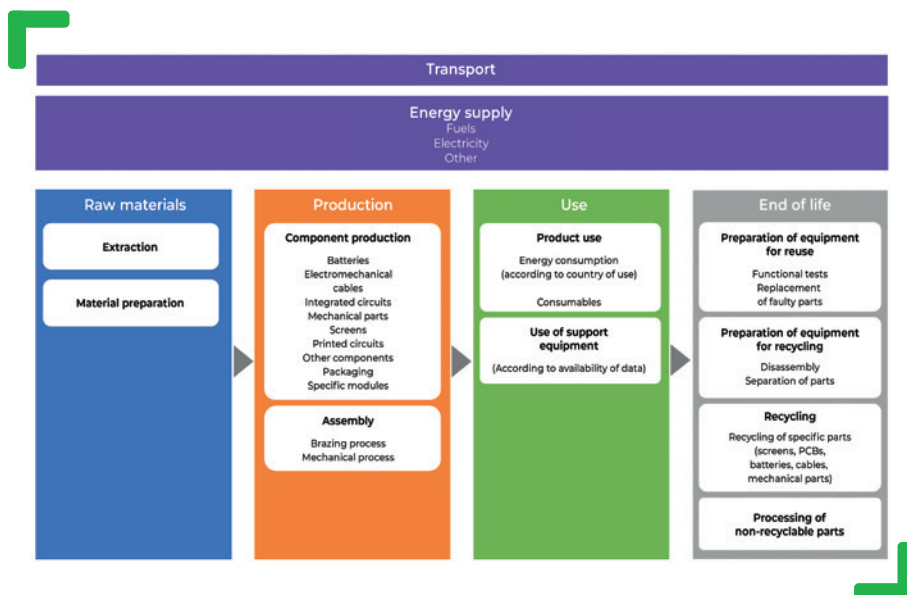 Transport
Energy supply
Fuels
Electricity
Other
Raw materials
Extraction
Material preparation
Production
Component production
Batteries
Electromechanical
cables
Integrated circuits
Mechanical parts
Screens
Printed circuits
Other components
Packaging
Specific modules
Assembly
Brazing process
Mechanical process
Use
Product use
Energy consumption
(according to country of use)
Consumables
Use of support
equipment
(According to availability of data)
End of life
Preparation of equipment
for reuse
Functional tests
Replacement
of faulty parts
Preparation of equipment
for recycling
Disassembly
Separation of parts
Recycling
Recycling of specific parts
(screens, PCBs,
batteries, cables,
mechanical parts)
Processing of
non-recyclable parts